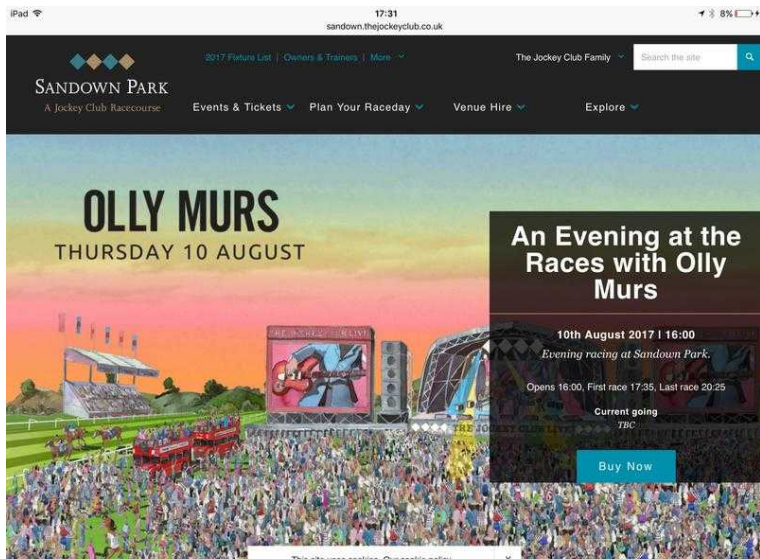 iPad
17:31
8%
sandown.thejockeyclub.co.uk
2017 Fixture List | Owners & Trainers | More
The Jockey Club Family
Search the site
SANDOWN PARK
A Jockey Club Racecourse
Events & Tickets
Plan Your Raceday
Venue Hire
Explore
OLLY MURS
THURSDAY 10 AUGUST
An Evening at the
Races with Olly
Murs
10th August 2017 | 16:00
Evening racing at Sandown Park.
Opens 16:00, First race 17:35, Last race 20:25
Current going
TBC
Buy Now
THE JOCKEY CLUB LIVE
THE JOCKEY CLUB LIVE
This site uses cookies. Our cookie policy
x